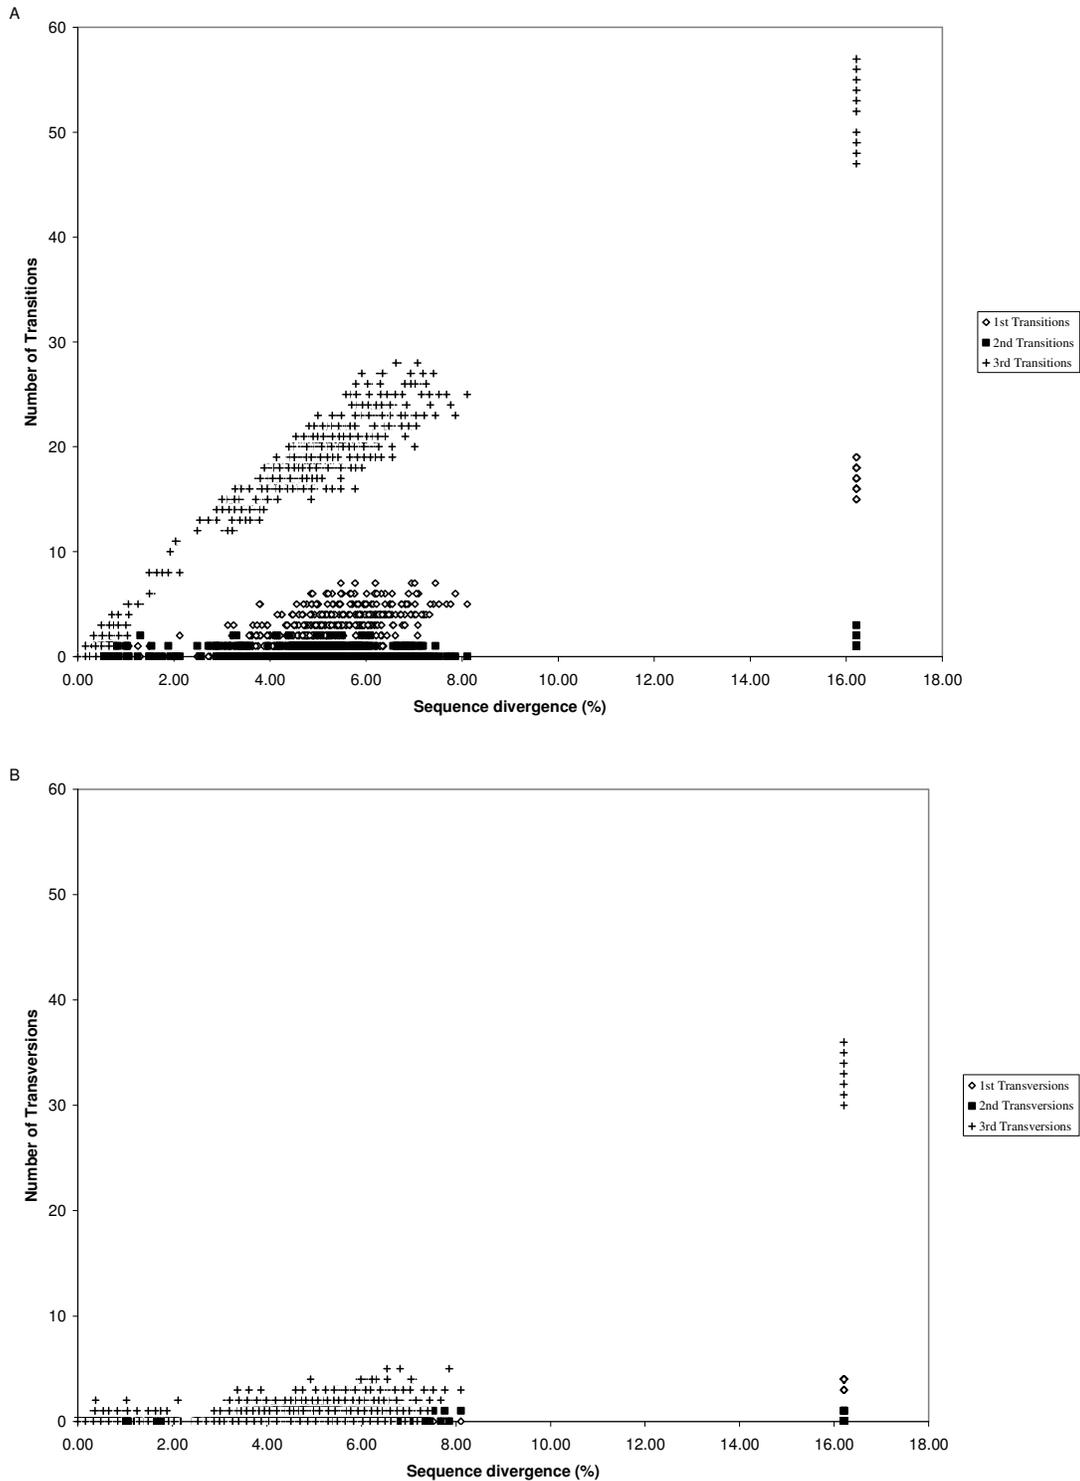 A
60
50
40
30
20
10
0
Number of Transitions
0.00 2.00 4.00 6.00 8.00 10.00 12.00 14.00 16.00 18.00
Sequence divergence (%)
1st Transitions
2nd Transitions
3rd Transitions
B
60
50
40
30
20
10
0
Number of Transversions
0.00 2.00 4.00 6.00 8.00 10.00 12.00 14.00 16.00 18.00
Sequence divergence (%)
1st Transversions
2nd Transversions
3rd Transversions